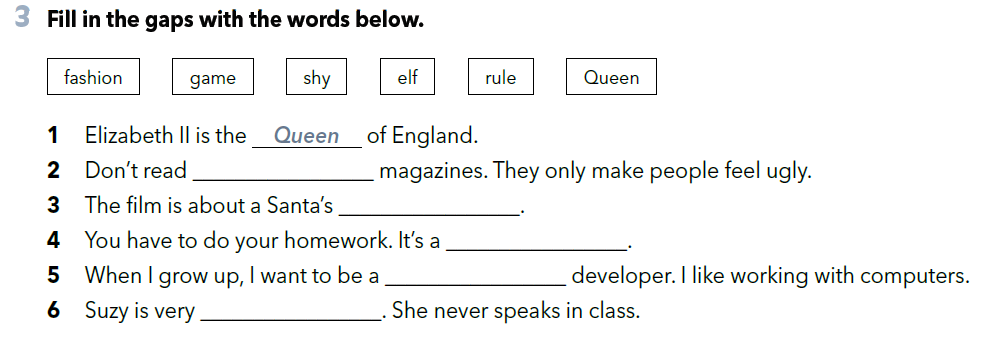 3 Fill in the gaps with the words below.
fashion game shy elf rule Queen
1 Elizabeth II is the Queen of England.
2 Don't read ________________ magazines. They only make people feel ugly.
3 The film is about a Santa's ________________.
4 You have to do your homework. It's a ________________.
5 When I grow up, I want to be a ________________ developer. I like working with computers.
6 Suzy is very ________________. She never speaks in class.